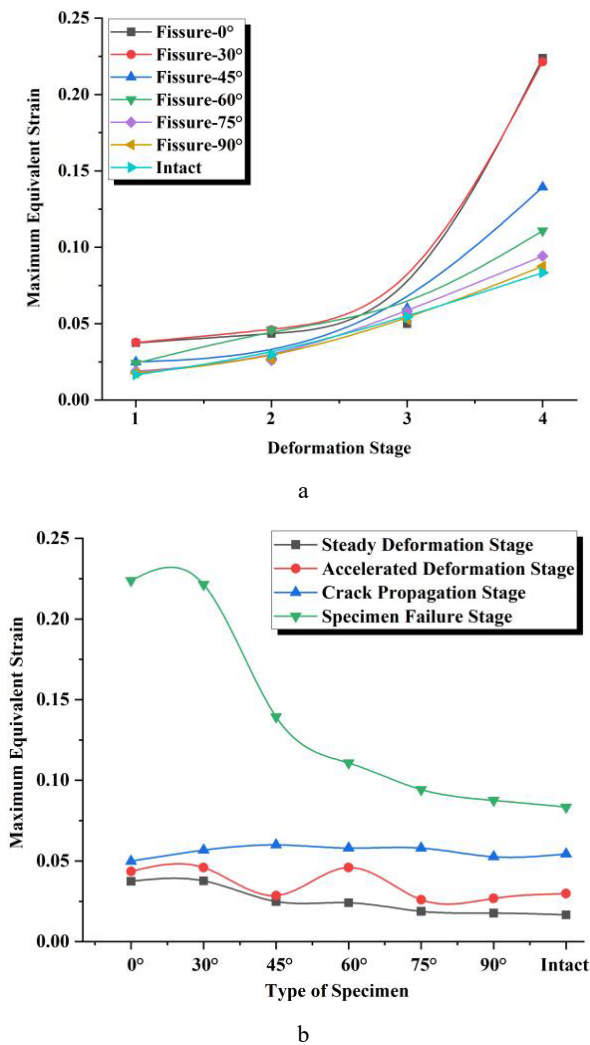 0.25
0.20
0.15
0.10
0.05
0.00
Maximum Equivalent Strain
Fissure-0°
Fissure-30°
Fissure-45°
Fissure-60°
Fissure-75°
Fissure-90°
Intact
1 2 3 4
Deformation Stage
a
0.25
0.20
0.15
0.10
0.05
0.00
Maximum Equivalent Strain
Steady Deformation Stage
Accelerated Deformation Stage
Crack Propagation Stage
Specimen Failure Stage
0° 30° 45° 60° 75° 90° Intact
Type of Specimen
b